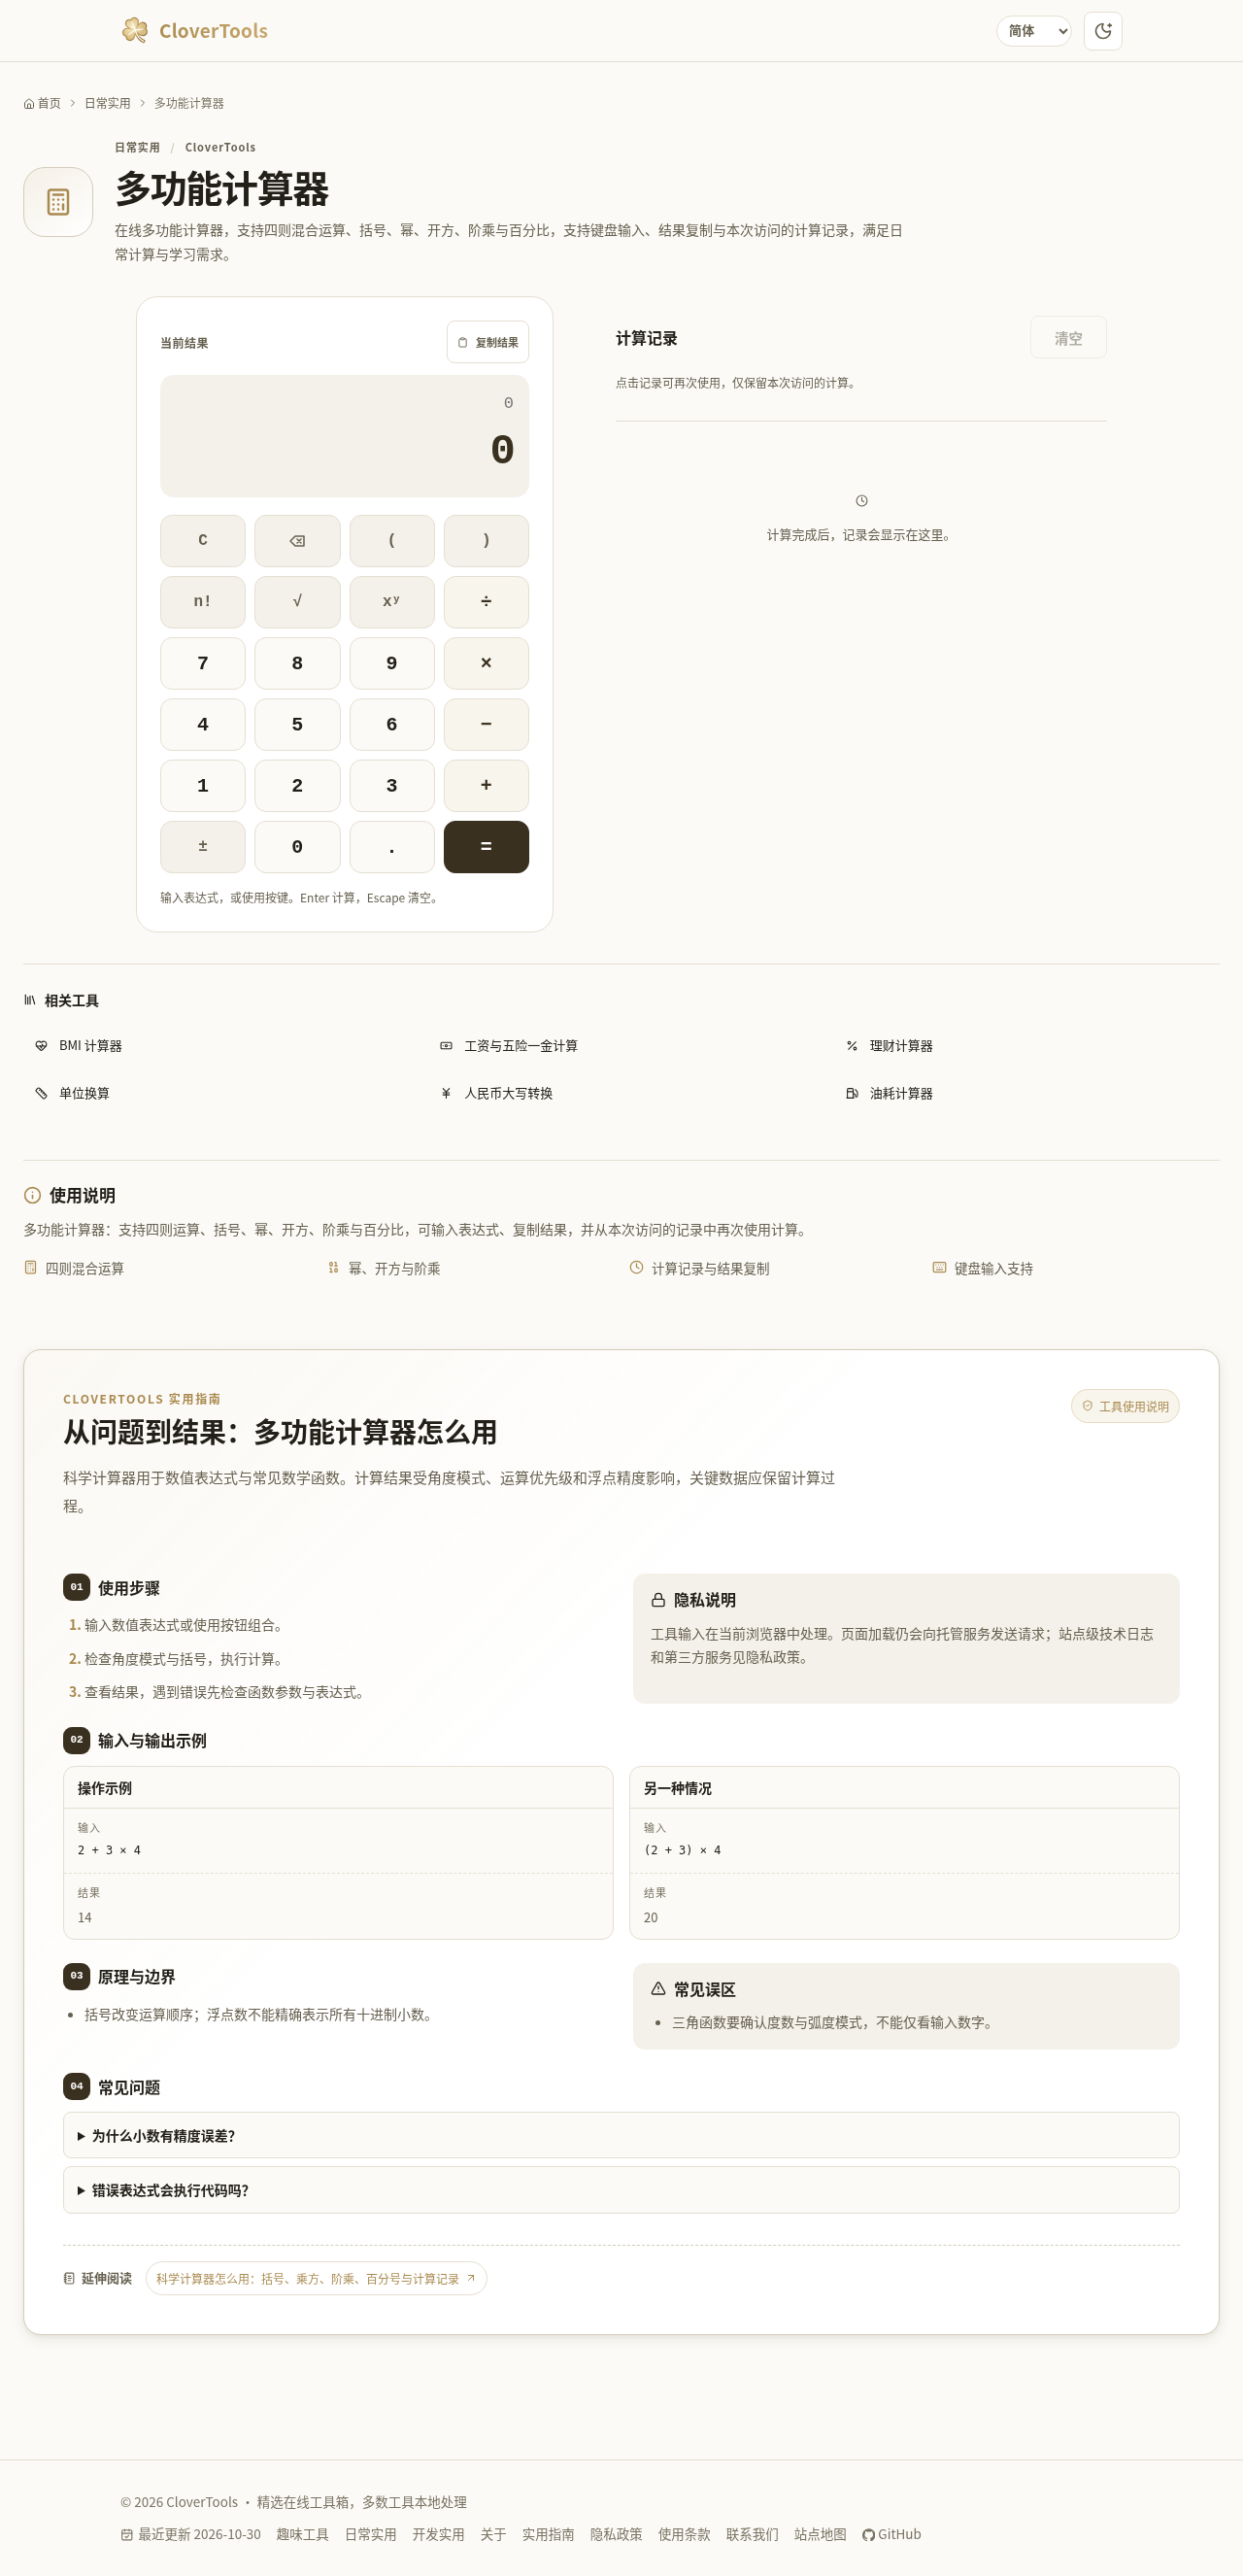 CloverTools
简体
首页
日常实用
多功能计算器
日常实用 / CloverTools
多功能计算器
在线多功能计算器，支持四则混合运算、括号、幂、开方、阶乘与百分比，支持键盘输入、结果复制与本次访问的计算记录，满足日
常计算与学习需求。
当前结果
复制结果
0
0
C ( )
n! √ xʸ ÷
7 8 9 ×
4 5 6 −
1 2 3 +
± 0 . =
输入表达式，或使用按键。Enter 计算，Escape 清空。
计算记录
清空
点击记录可再次使用，仅保留本次访问的计算。
计算完成后，记录会显示在这里。
相关工具
BMI 计算器
工资与五险一金计算
理财计算器
单位换算
人民币大写转换
油耗计算器
使用说明
多功能计算器：支持四则运算、括号、幂、开方、阶乘与百分比，可输入表达式、复制结果，并从本次访问的记录中再次使用计算。
四则混合运算
幂、开方与阶乘
计算记录与结果复制
键盘输入支持
CLOVERTOOLS 实用指南
从问题到结果：多功能计算器怎么用
工具使用说明
科学计算器用于数值表达式与常见数学函数。计算结果受角度模式、运算优先级和浮点精度影响，关键数据应保留计算过
程。
01 使用步骤
1. 输入数值表达式或使用按钮组合。
2. 检查角度模式与括号，执行计算。
3. 查看结果，遇到错误先检查函数参数与表达式。
隐私说明
工具输入在当前浏览器中处理。页面加载仍会向托管服务发送请求；站点级技术日志
和第三方服务见隐私政策。
02 输入与输出示例
操作示例
输入
2 + 3 × 4
结果
14
另一种情况
输入
(2 + 3) × 4
结果
20
03 原理与边界
• 括号改变运算顺序；浮点数不能精确表示所有十进制小数。
常见误区
• 三角函数要确认度数与弧度模式，不能仅看输入数字。
04 常见问题
为什么小数有精度误差？
错误表达式会执行代码吗？
延伸阅读
科学计算器怎么用：括号、乘方、阶乘、百分号与计算记录
© 2026 CloverTools · 精选在线工具箱，多数工具本地处理
最近更新 2026-10-30 趣味工具 日常实用 开发实用 关于 实用指南 隐私政策 使用条款 联系我们 站点地图 GitHub